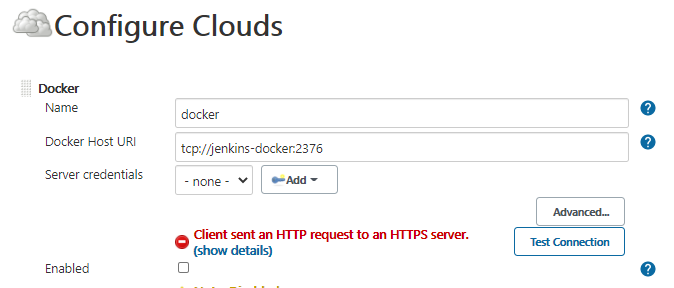 Configure Clouds
Docker
Name
docker
Docker Host URI
tcp://jenkins-docker:2376
Server credentials
- none -
Add
Advanced...
Client sent an HTTP request to an HTTPS server.
(show details)
Test Connection
Enabled